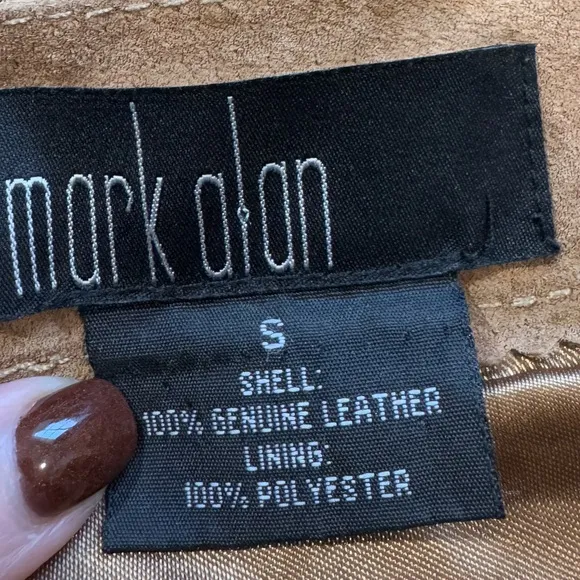 mark alan
S
SHELL:
100% GENUINE LEATHER
LINING:
100% POLYESTER